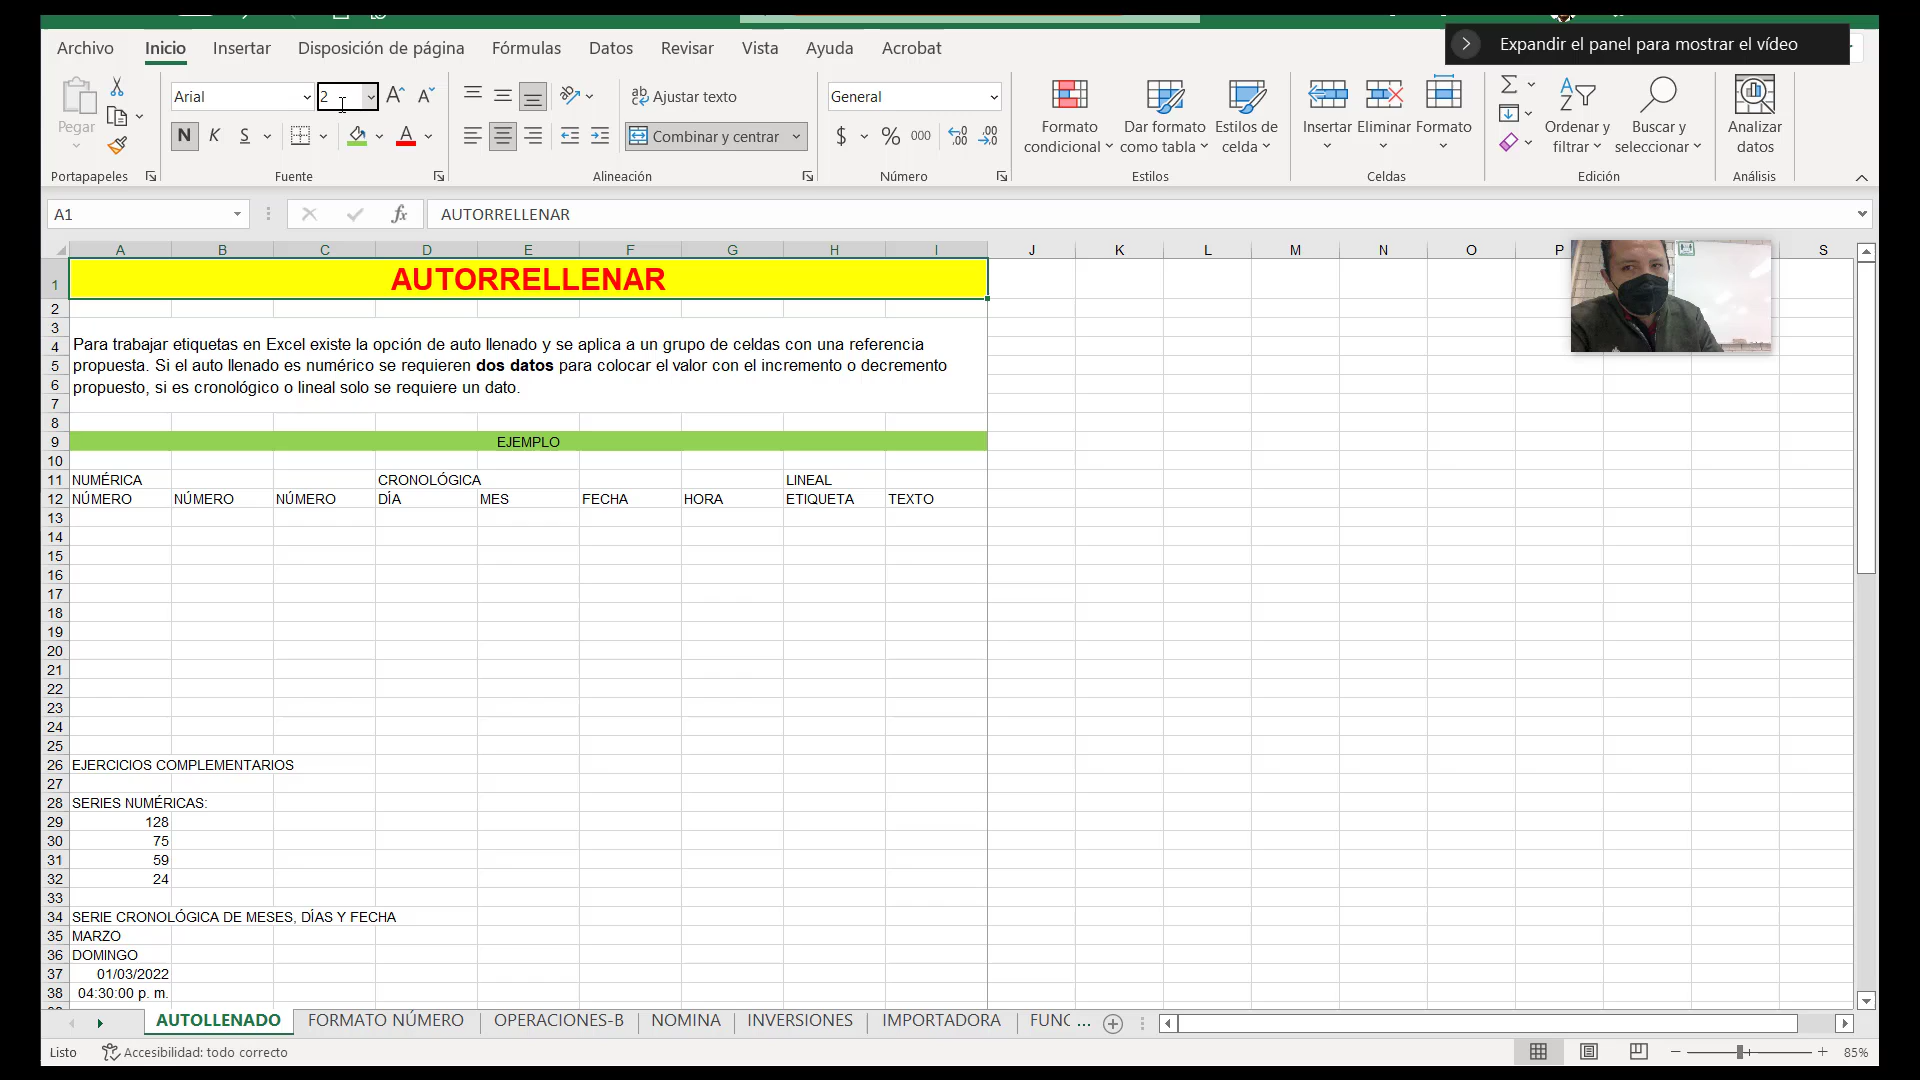 Archivo Inicio Insertar Disposición de página Fórmulas Datos Revisar Vista Ayuda Acrobat
Expandir el panel para mostrar el vídeo
Pegar
Arial 2
N K S
Ajustar texto
Combinar y centrar
General
$ % 000
Formato condicional
Dar formato como tabla
Estilos de celda
Insertar Eliminar Formato
Ordenar y filtrar
Buscar y seleccionar
Analizar datos
Portapapeles Fuente Alineación Número Estilos Celdas Edición Análisis
A1 fx AUTORRELLENAR
A B C D E F G H I J K L M N O P S
1 AUTORRELLENAR
2
3
4 Para trabajar etiquetas en Excel existe la opción de auto llenado y se aplica a un grupo de celdas con una referencia
5 propuesta. Si el auto llenado es numérico se requieren dos datos para colocar el valor con el incremento o decremento
6 propuesto, si es cronológico o lineal solo se requiere un dato.
7
8
9 EJEMPLO
10
11 NUMÉRICA CRONOLÓGICA LINEAL
12 NÚMERO NÚMERO NÚMERO DÍA MES FECHA HORA ETIQUETA TEXTO
13
14
15
16
17
18
19
20
21
22
23
24
25
26 EJERCICIOS COMPLEMENTARIOS
27
28 SERIES NUMÉRICAS:
29 128
30 75
31 59
32 24
33
34 SERIE CRONOLÓGICA DE MESES, DÍAS Y FECHA
35 MARZO
36 DOMINGO
37 01/03/2022
38 04:30:00 p. m.
AUTOLLENADO FORMATO NÚMERO OPERACIONES-B NOMINA INVERSIONES IMPORTADORA FUNC ...
Listo Accesibilidad: todo correcto 85%